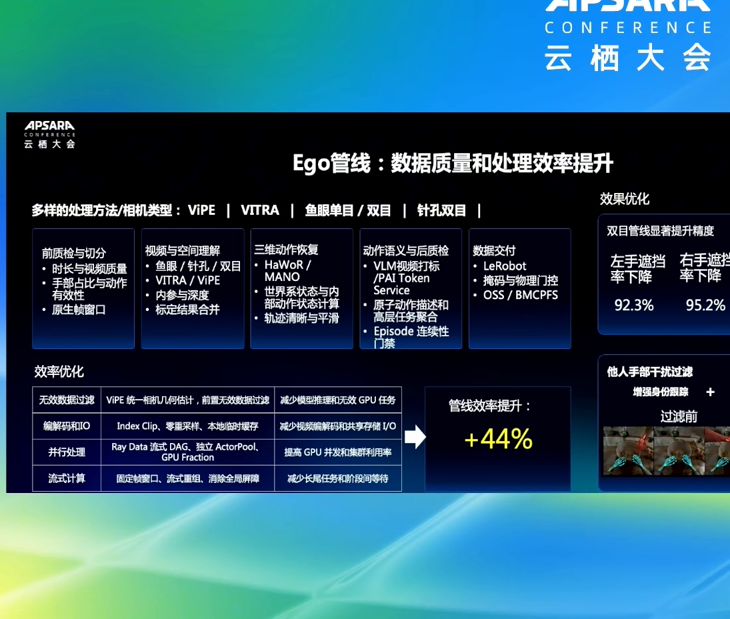 APSARA
CONFERENCE
云栖大会
APSARA
CONFERENCE
云栖大会
Ego管线：数据质量和处理效率提升
多样的处理方法/相机类型：ViPE | VITRA | 鱼眼单目 / 双目 | 针孔双目 |
前质检与切分
• 时长与视频质量
• 手部占比与动作
有效性
• 原生帧窗口
视频与空间理解
• 鱼眼 / 针孔 / 双目
• VITRA / ViPE
• 内参与深度
• 标定结果合并
三维动作恢复
• HaWoR /
MANO
• 世界系状态与内
部动作状态计算
• 轨迹清晰与平滑
动作语义与后质检
• VLM视频打标
/PAI Token
Service
• 原子动作描述和
高层任务聚合
• Episode 连续性
门禁
数据交付
• LeRobot
• 掩码与物理门控
• OSS / BMCPFS
效率优化
无效数据过滤 ViPE 统一相机几何估计，前置无效数据过滤 减少模型推理和无效 GPU 任务
编解码和IO Index Clip、零重采样、本地临时缓存 减少视频编解码和共享存储 I/O
并行处理 Ray Data 流式 DAG、独立 ActorPool、
GPU Fraction 提高 GPU 并发和集群利用率
流式计算 固定帧窗口、流式重组、消除全局屏障 减少长尾任务和阶段间等待
管线效率提升：
+44%
效果优化
双目管线显著提升精度
左手遮挡
率下降
92.3%
右手遮挡
率下降
95.2%
他人手部干扰过滤
增强身份跟踪 +
过滤前